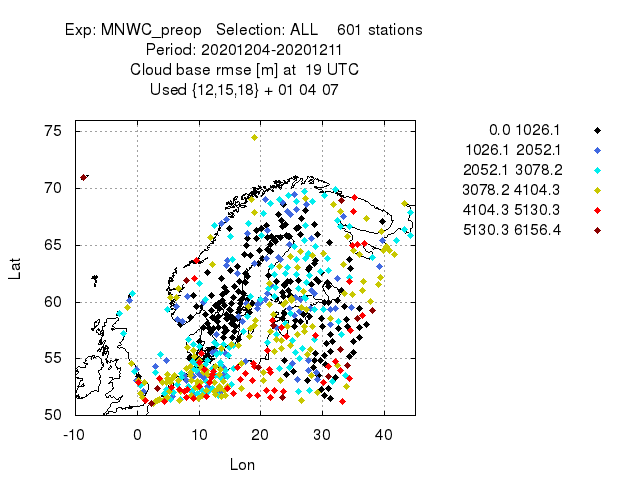 Exp: MNWC_preop   Selection: ALL    601 stations
Period: 20201204-20201211
Cloud base rmse [m] at  19 UTC
Used {12,15,18} + 01 04 07
0.0 1026.1
1026.1 2052.1
2052.1 3078.2
3078.2 4104.3
4104.3 5130.3
5130.3 6156.4
75
70
65
60
55
50
Lat
-10 0 10 20 30 40
Lon